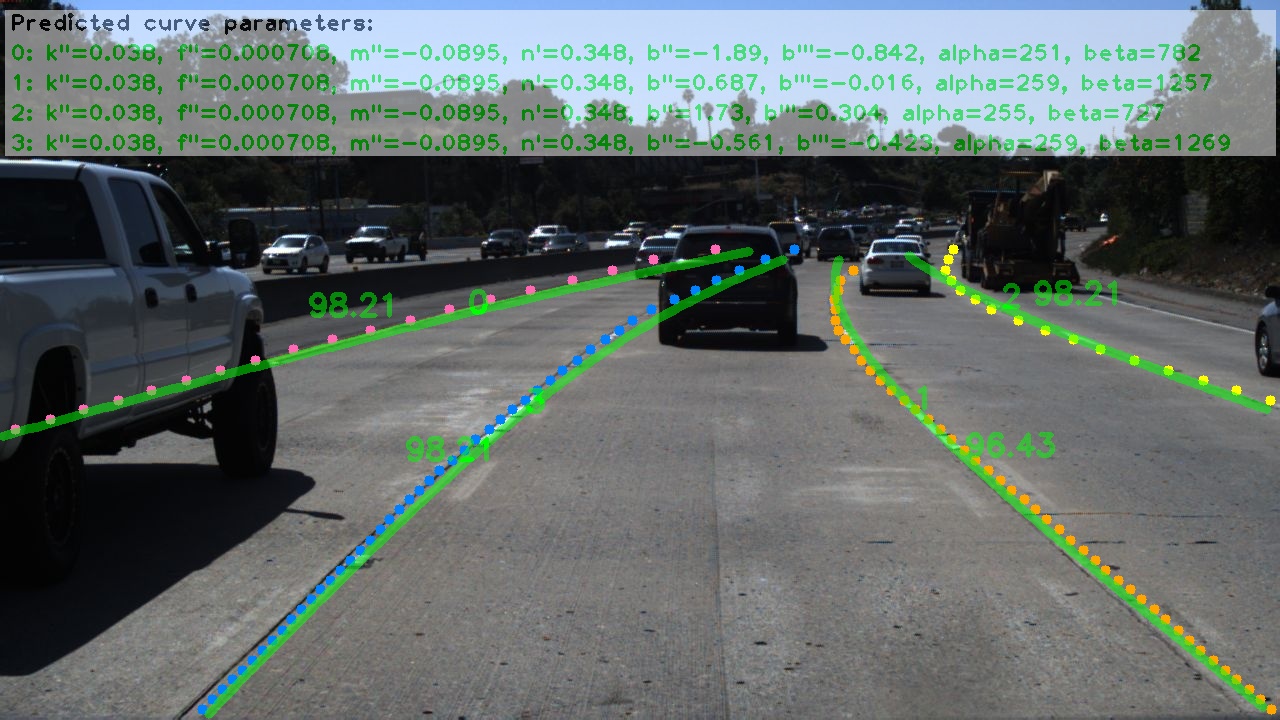 Predicted curve parameters:
0: k''=0.038, f''=0.000708, m''=-0.0895, n'=0.348, b''=-1.89, b'''=-0.842, alpha=251, beta=782
1: k''=0.038, f''=0.000708, m''=-0.0895, n'=0.348, b''=0.687, b'''=-0.016, alpha=259, beta=1257
2: k''=0.038, f''=0.000708, m''=-0.0895, n'=0.348, b''=1.73, b'''=0.304, alpha=255, beta=727
3: k''=0.038, f''=0.000708, m''=-0.0895, n'=0.348, b''=-0.561, b'''=-0.423, alpha=259, beta=1269
98.21 0
2 98.21
3
1
98.21
96.43